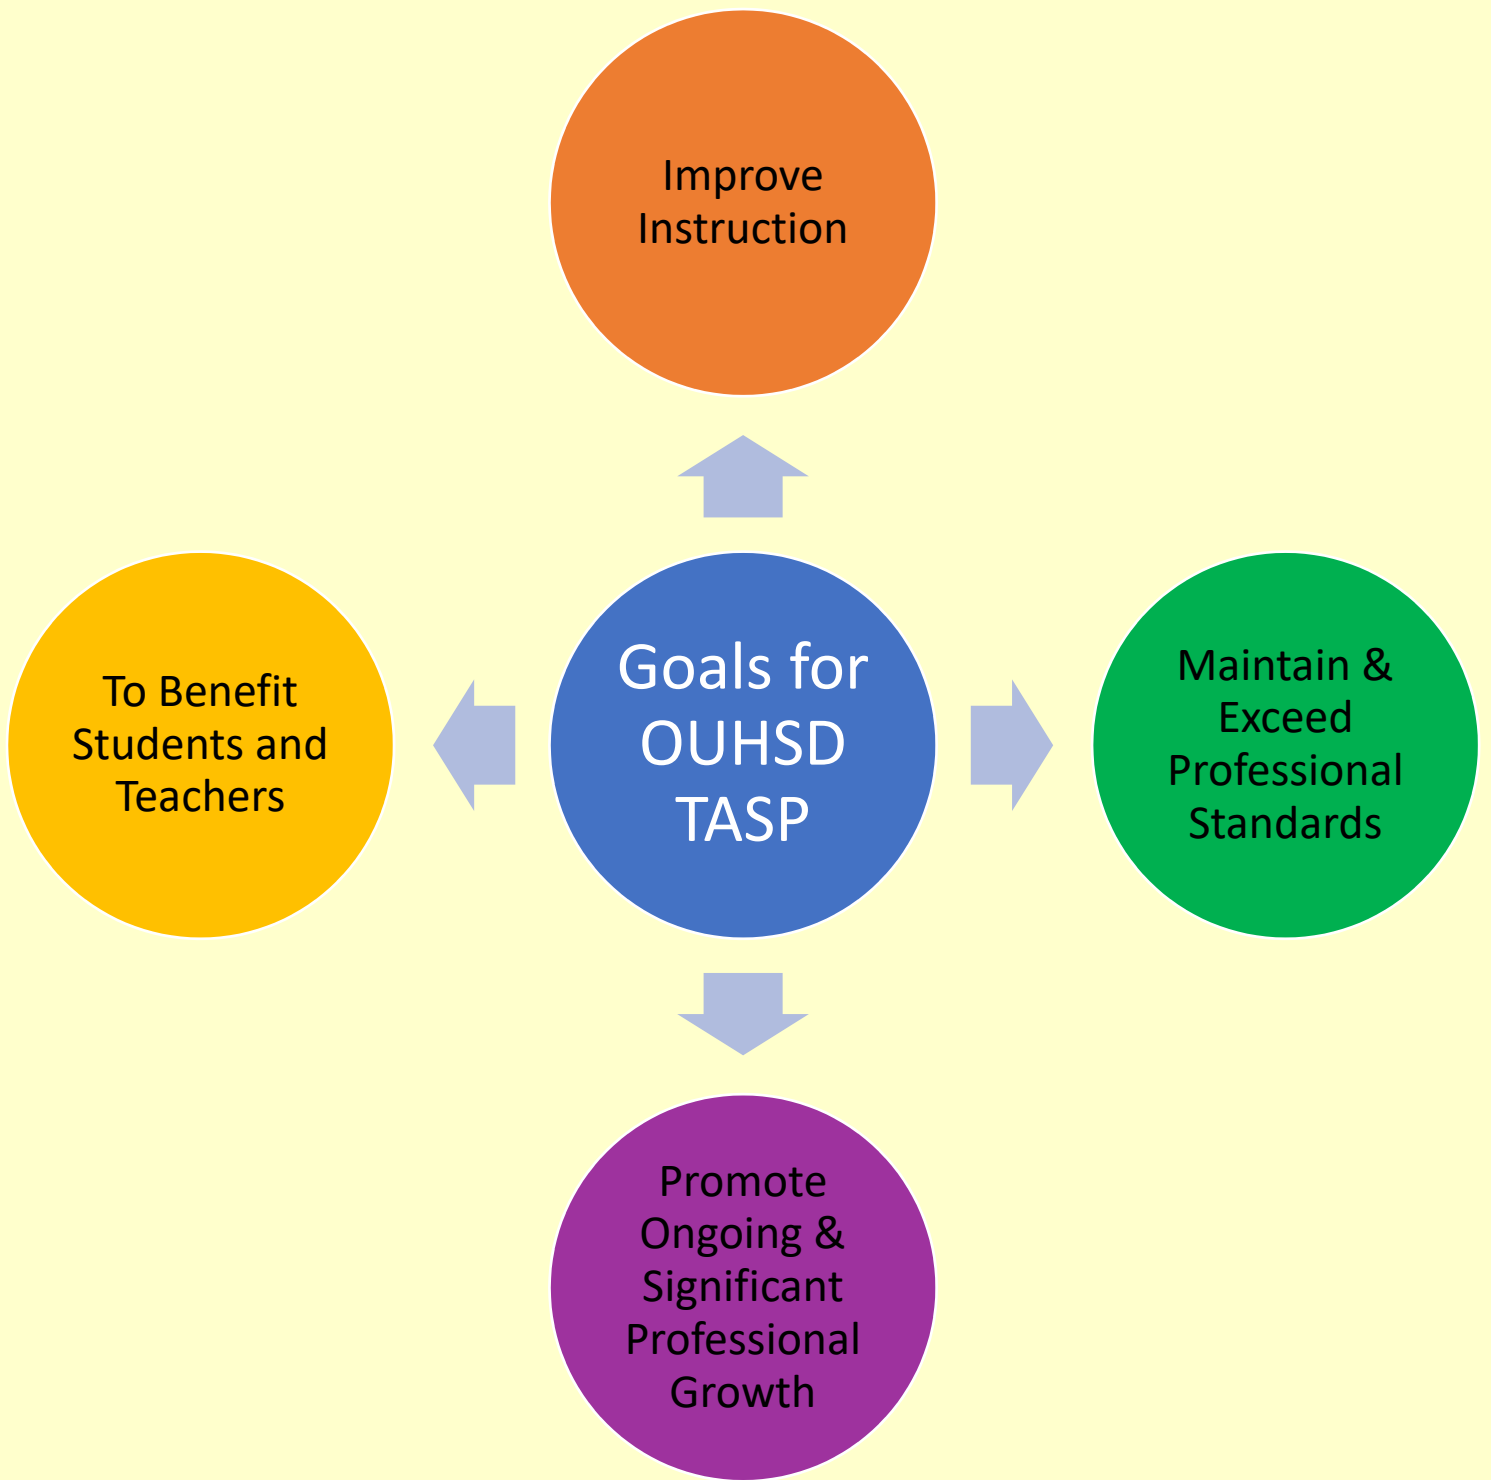 Improve
Instruction
To Benefit
Students and
Teachers
Goals for
OUHSD
TASP
Maintain &
Exceed
Professional
Standards
Promote
Ongoing &
Significant
Professional
Growth